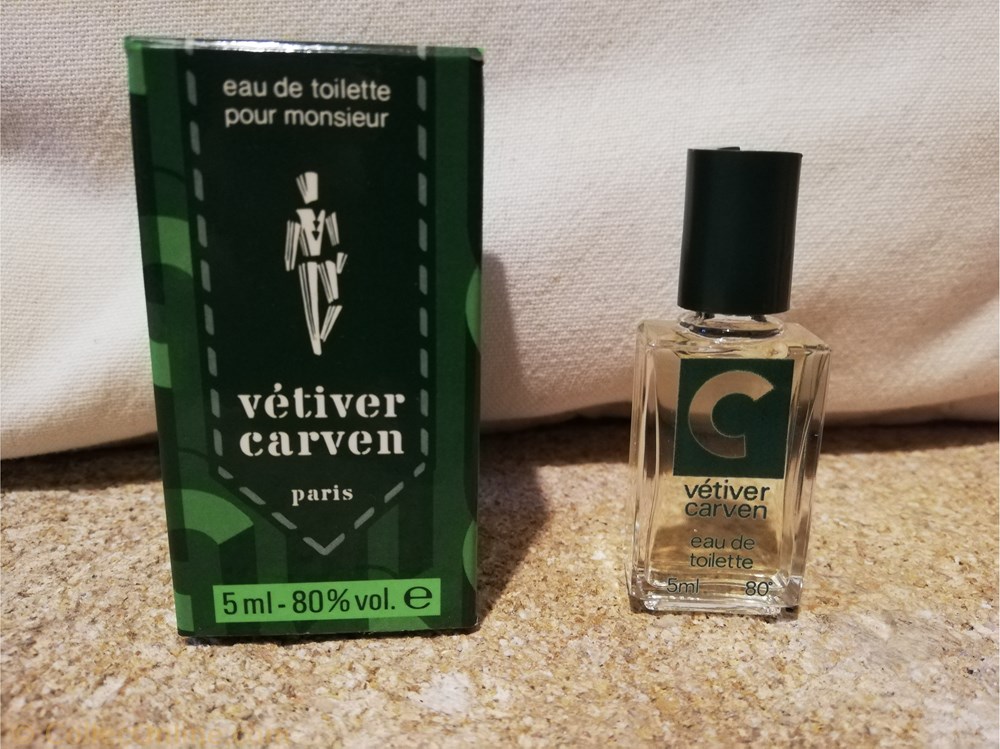 eau de toilette
pour monsieur
vétiver
carven
paris
5 ml - 80% vol. ℮
C
vétiver
carven
eau de
toilette
5ml 80°